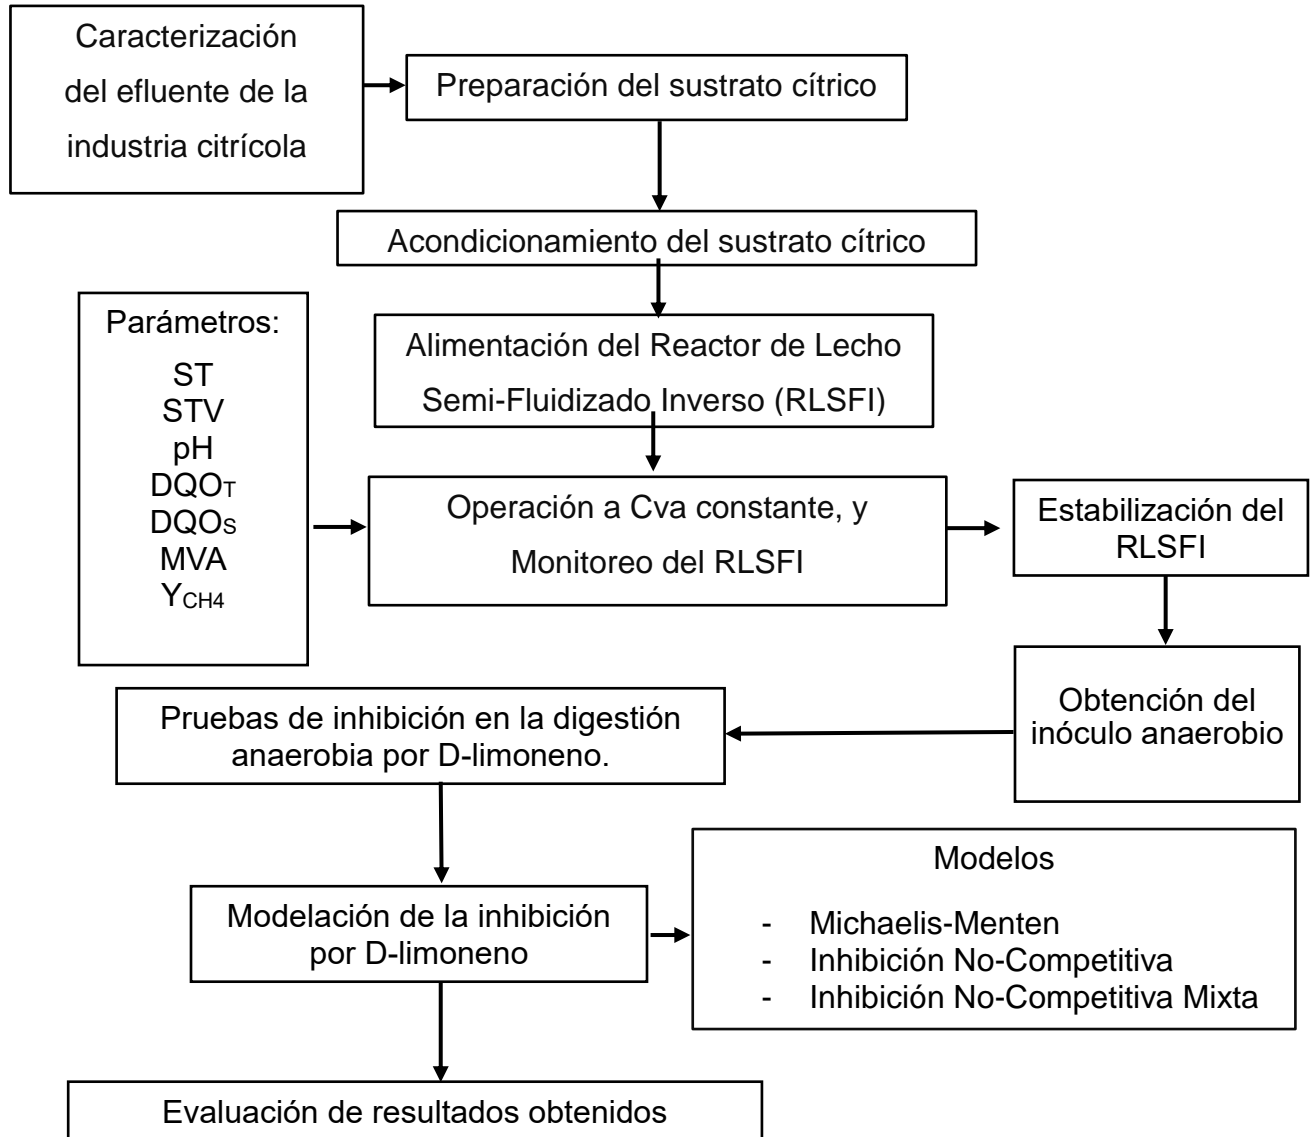 Caracterización
del efluente de la
industria citrícola
Preparación del sustrato cítrico
Acondicionamiento del sustrato cítrico
Alimentación del Reactor de Lecho
Semi-Fluidizado Inverso (RLSFI)
Parámetros:
ST
STV
pH
DQOT
DQOS
MVA
YCH4
Operación a Cva constante, y
Monitoreo del RLSFI
Estabilización del
RLSFI
Obtención del
inóculo anaerobio
Pruebas de inhibición en la digestión
anaerobia por D-limoneno.
Modelación de la inhibición
por D-limoneno
Modelos
- Michaelis-Menten
- Inhibición No-Competitiva
- Inhibición No-Competitiva Mixta
Evaluación de resultados obtenidos